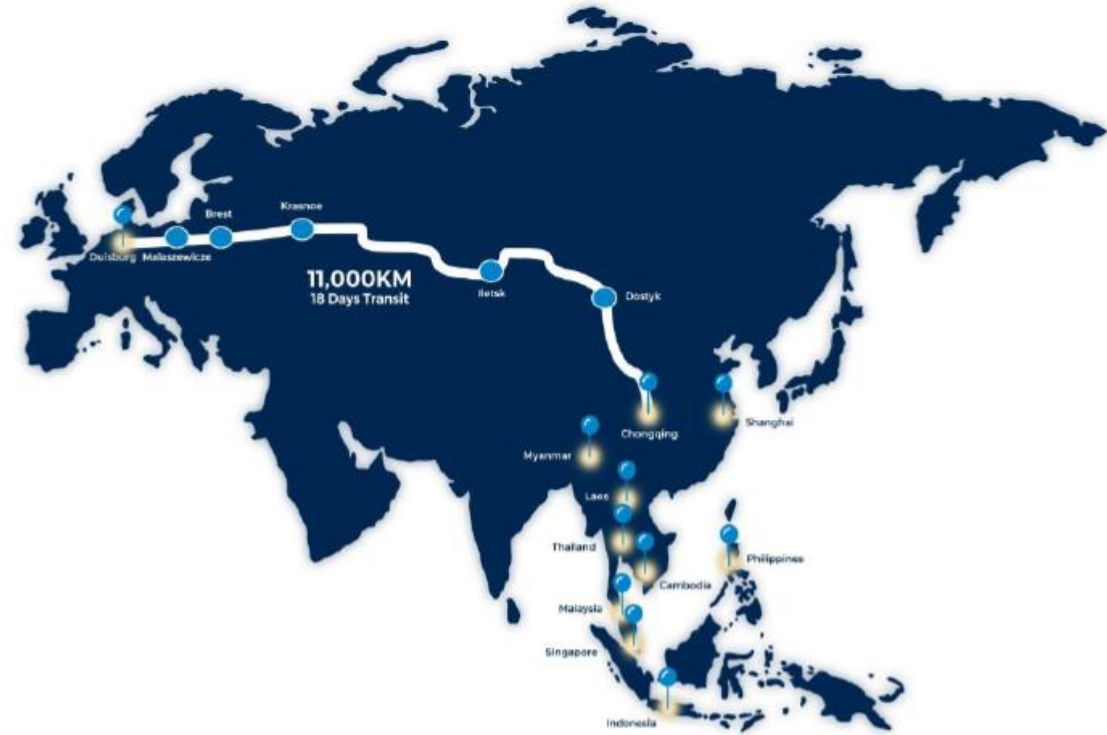 Krasnoe
Brest
Duisburg
Malaszewicze
11,000KM
18 Days Transit
Iletsk
Dostyk
Chongqing
Shanghai
Myanmar
Laos
Thailand
Philippines
Cambodia
Malaysia
Singapore
Indonesia